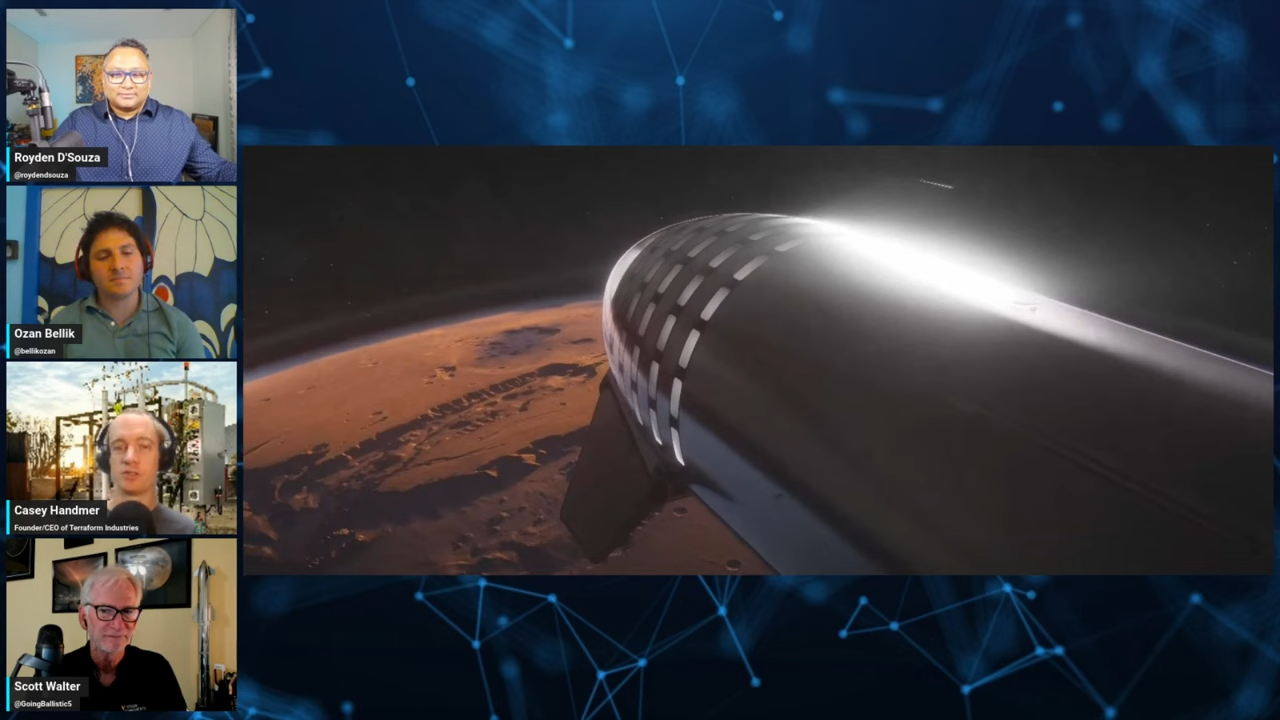 Royden D'Souza
@roydendsouza
Ozan Bellik
@bellikozan
Casey Handmer
Founder/CEO of Terraform Industries
Scott Walter
@GoingBallistic5